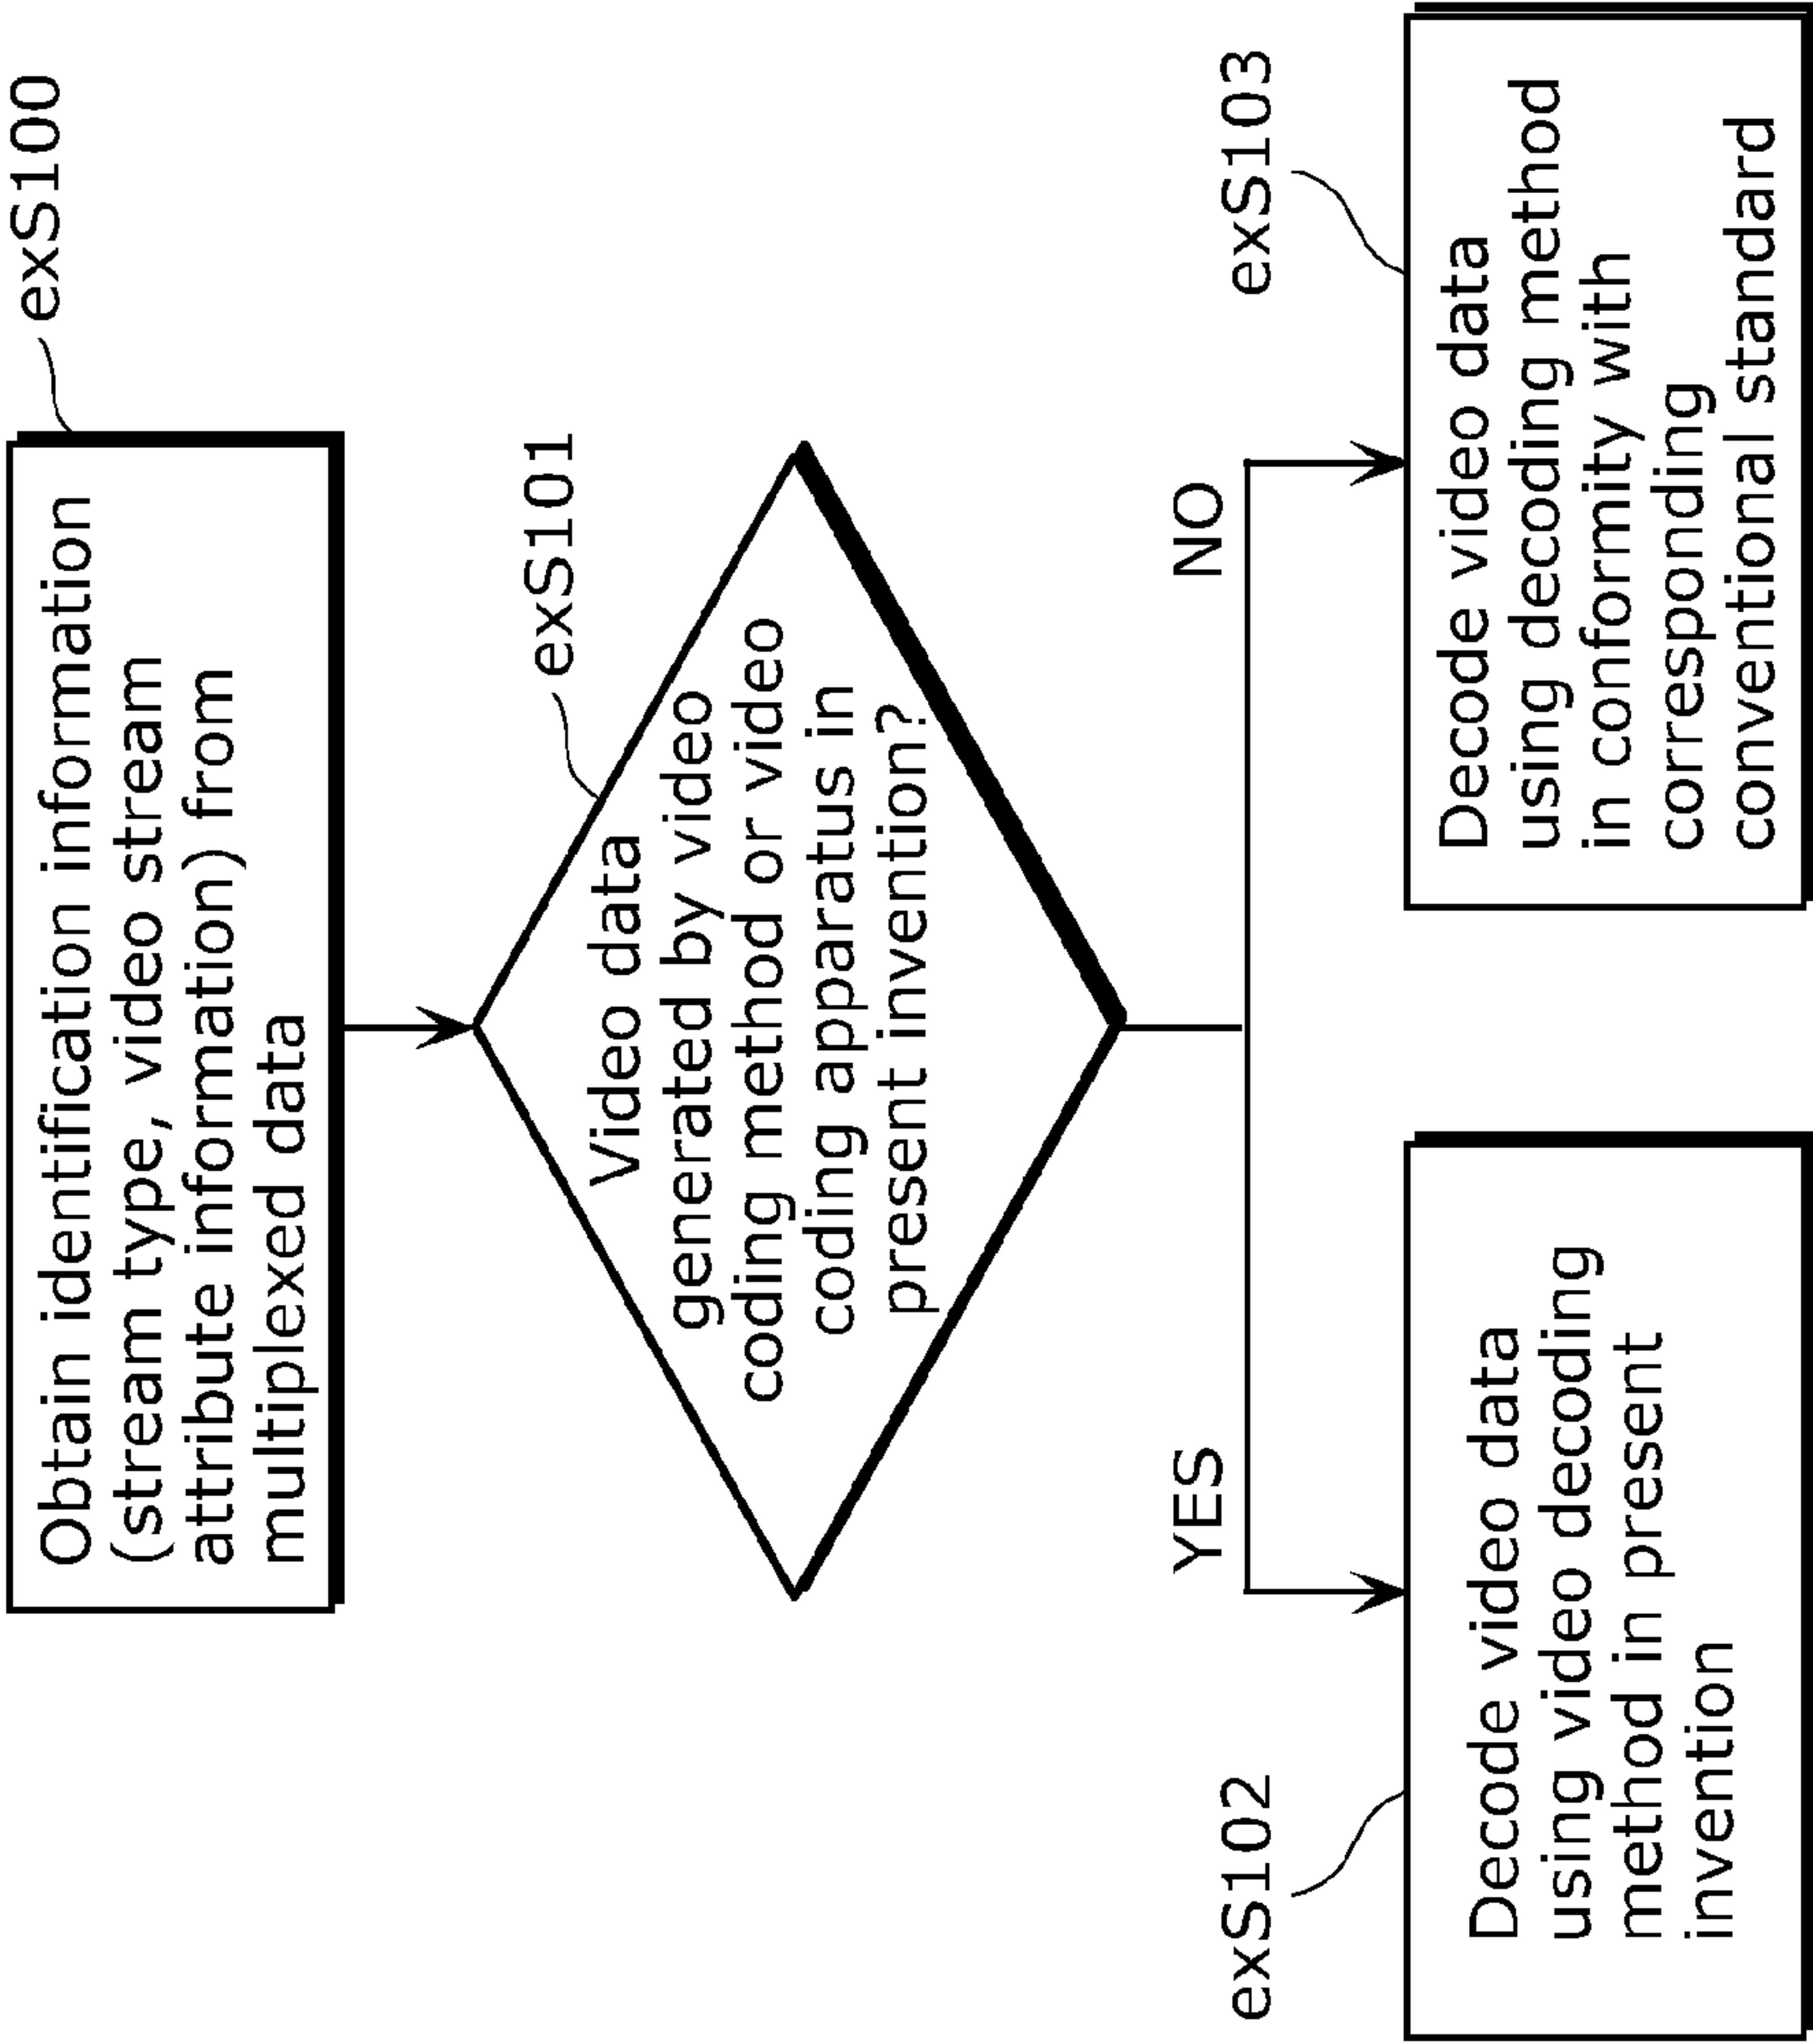 exS100
Obtain identification information
(stream type, video stream
attribute information) from
multiplexed data
exS101
Video data
generated by video
coding method or video
coding apparatus in
present invention?
YES
NO
exS102
Decode video data
using video decoding
method in present
invention
exS103
Decode video data
using decoding method
in conformity with
corresponding
conventional standard